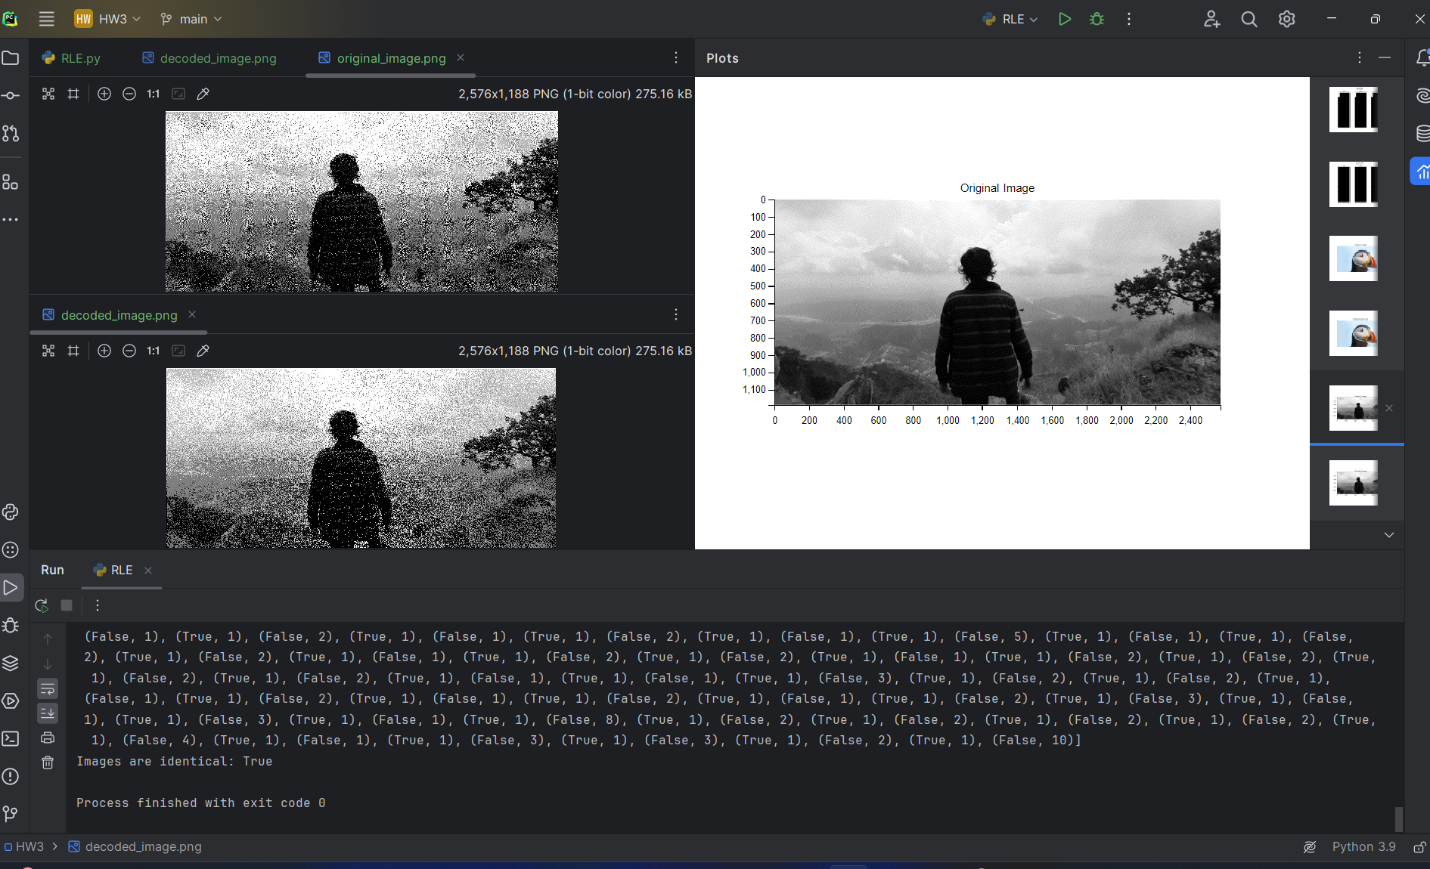 HW HW3 main RLE
RLE.py decoded_image.png original_image.png
1:1 2,576x1,188 PNG (1-bit color) 275.16 kB
decoded_image.png
1:1 2,576x1,188 PNG (1-bit color) 275.16 kB
Plots
Original Image
0
100
200
300
400
500
600
700
800
900
1,000
1,100
0 200 400 600 800 1,000 1,200 1,400 1,600 1,800 2,000 2,200 2,400
Run RLE
(False, 1), (True, 1), (False, 2), (True, 1), (False, 1), (True, 1), (False, 2), (True, 1), (False, 1), (True, 1), (False, 5), (True, 1), (False, 1), (True, 1), (False,
2), (True, 1), (False, 2), (True, 1), (False, 1), (True, 1), (False, 2), (True, 1), (False, 2), (True, 1), (False, 1), (True, 1), (False, 2), (True, 1), (False, 2), (True,
1), (False, 2), (True, 1), (False, 2), (True, 1), (False, 1), (True, 1), (False, 1), (True, 1), (False, 3), (True, 1), (False, 2), (True, 1), (False, 2), (True, 1),
(False, 1), (True, 1), (False, 2), (True, 1), (False, 1), (True, 1), (False, 2), (True, 1), (False, 1), (True, 1), (False, 2), (True, 1), (False, 3), (True, 1), (False,
1), (True, 1), (False, 3), (True, 1), (False, 1), (True, 1), (False, 8), (True, 1), (False, 2), (True, 1), (False, 2), (True, 1), (False, 2), (True, 1), (False, 2), (True,
1), (False, 4), (True, 1), (False, 1), (True, 1), (False, 3), (True, 1), (False, 3), (True, 1), (False, 2), (True, 1), (False, 10)]
Images are identical: True
Process finished with exit code 0
HW3 decoded_image.png Python 3.9